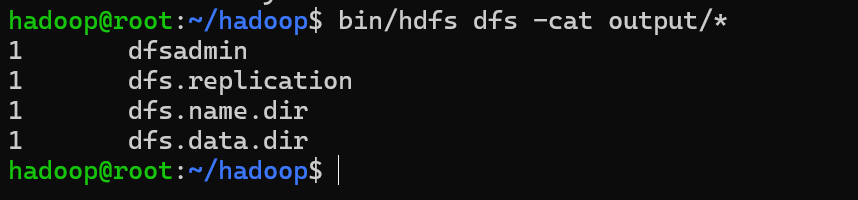 hadoop@root:~/hadoop$ bin/hdfs dfs -cat output/*
1       dfsadmin
1       dfs.replication
1       dfs.name.dir
1       dfs.data.dir
hadoop@root:~/hadoop$